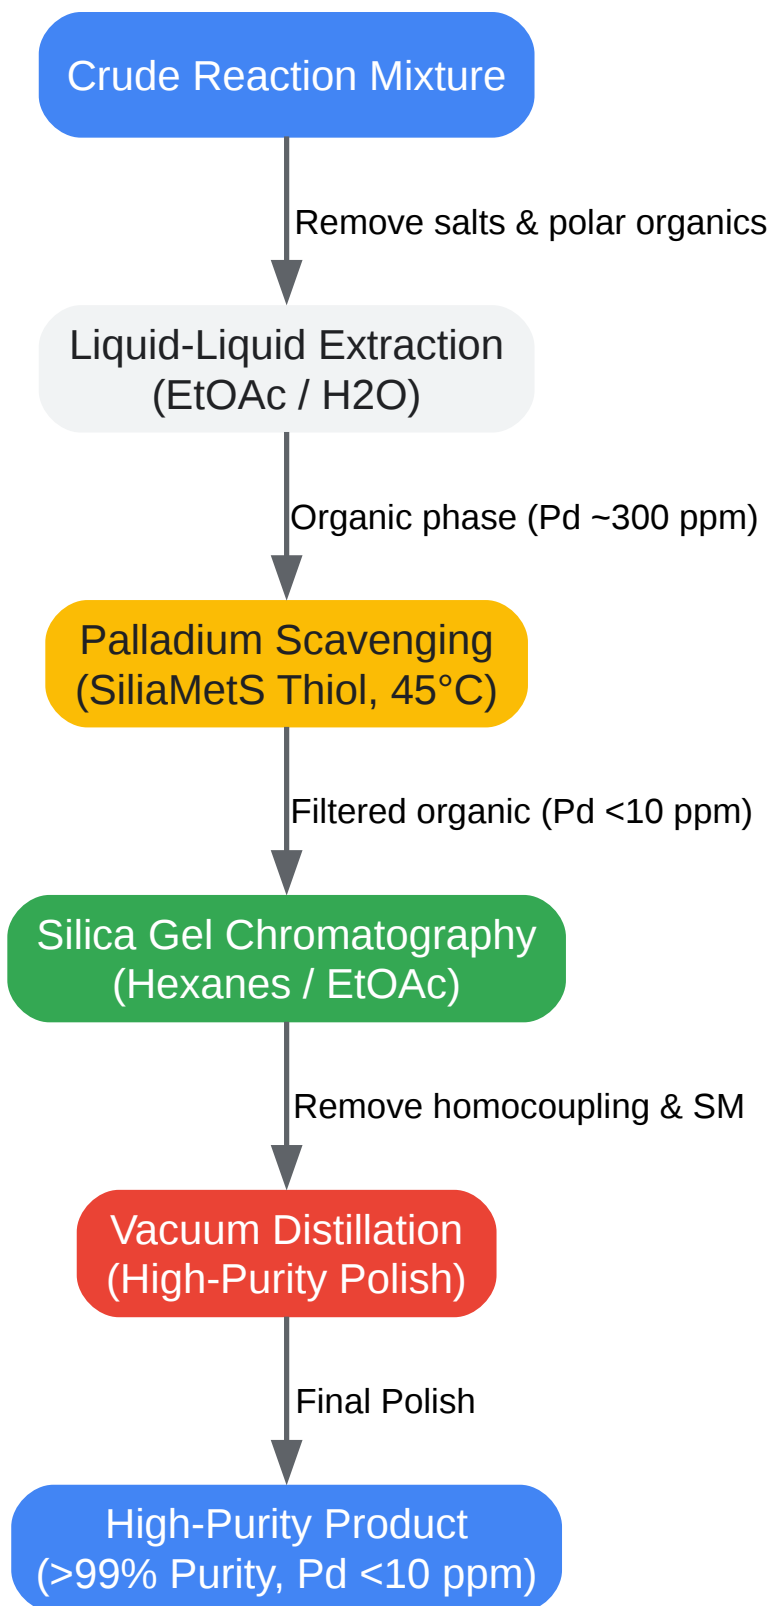 Crude Reaction Mixture
Remove salts & polar organics
Liquid-Liquid Extraction
(EtOAc / H2O)
Organic phase (Pd ~300 ppm)
Palladium Scavenging
(SiliaMetS Thiol, 45°C)
Filtered organic (Pd <10 ppm)
Silica Gel Chromatography
(Hexanes / EtOAc)
Remove homocoupling & SM
Vacuum Distillation
(High-Purity Polish)
Final Polish
High-Purity Product
(>99% Purity, Pd <10 ppm)